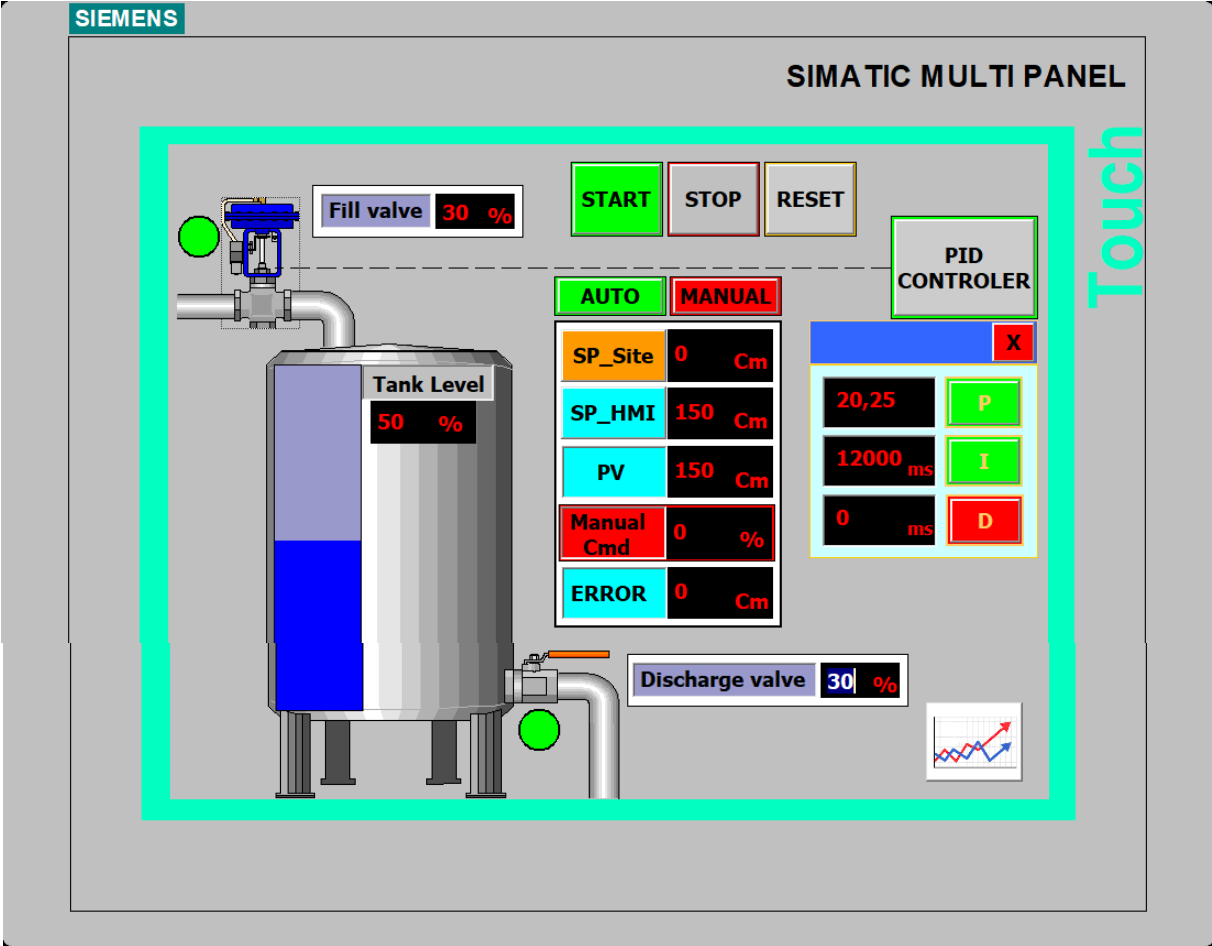 SIEMENS
SIMATIC MULTI PANEL
Touch
Fill valve 30 %
START STOP RESET
PID
CONTROLER
AUTO MANUAL
SP_Site 0 Cm
X
Tank Level
50 %
20,25 P
SP_HMI 150 Cm
PV 150 Cm
12000 ms I
Manual
Cmd 0 %
0 ms D
ERROR 0 Cm
Discharge valve 30 %